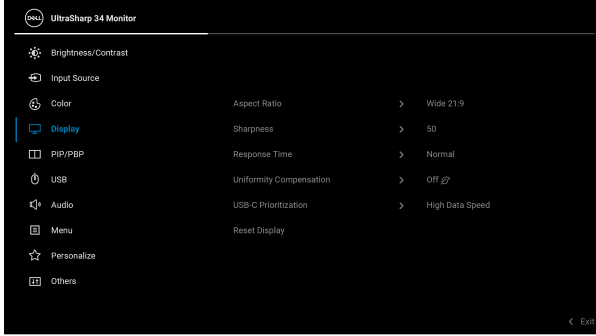 DELL UltraSharp 34 Monitor
Brightness/Contrast
Input Source
Color
Aspect Ratio > Wide 21:9
Display
Sharpness > 50
PIP/PBP
Response Time > Normal
USB
Uniformity Compensation > Off
Audio
USB-C Prioritization > High Data Speed
Menu
Reset Display
Personalize
Others
< Exit